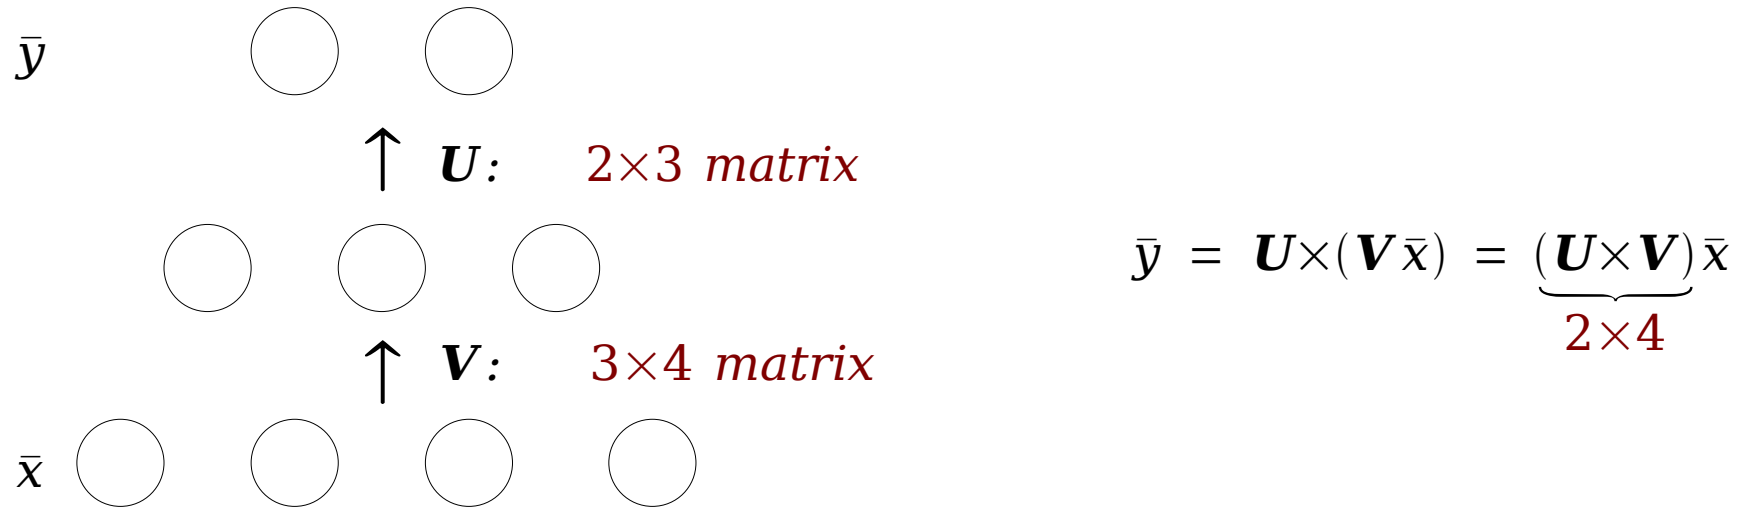 ȳ
↑ U: 2×3 matrix
ȳ = U×(V x̄) = (U×V) x̄
2×4
↑ V: 3×4 matrix
x̄